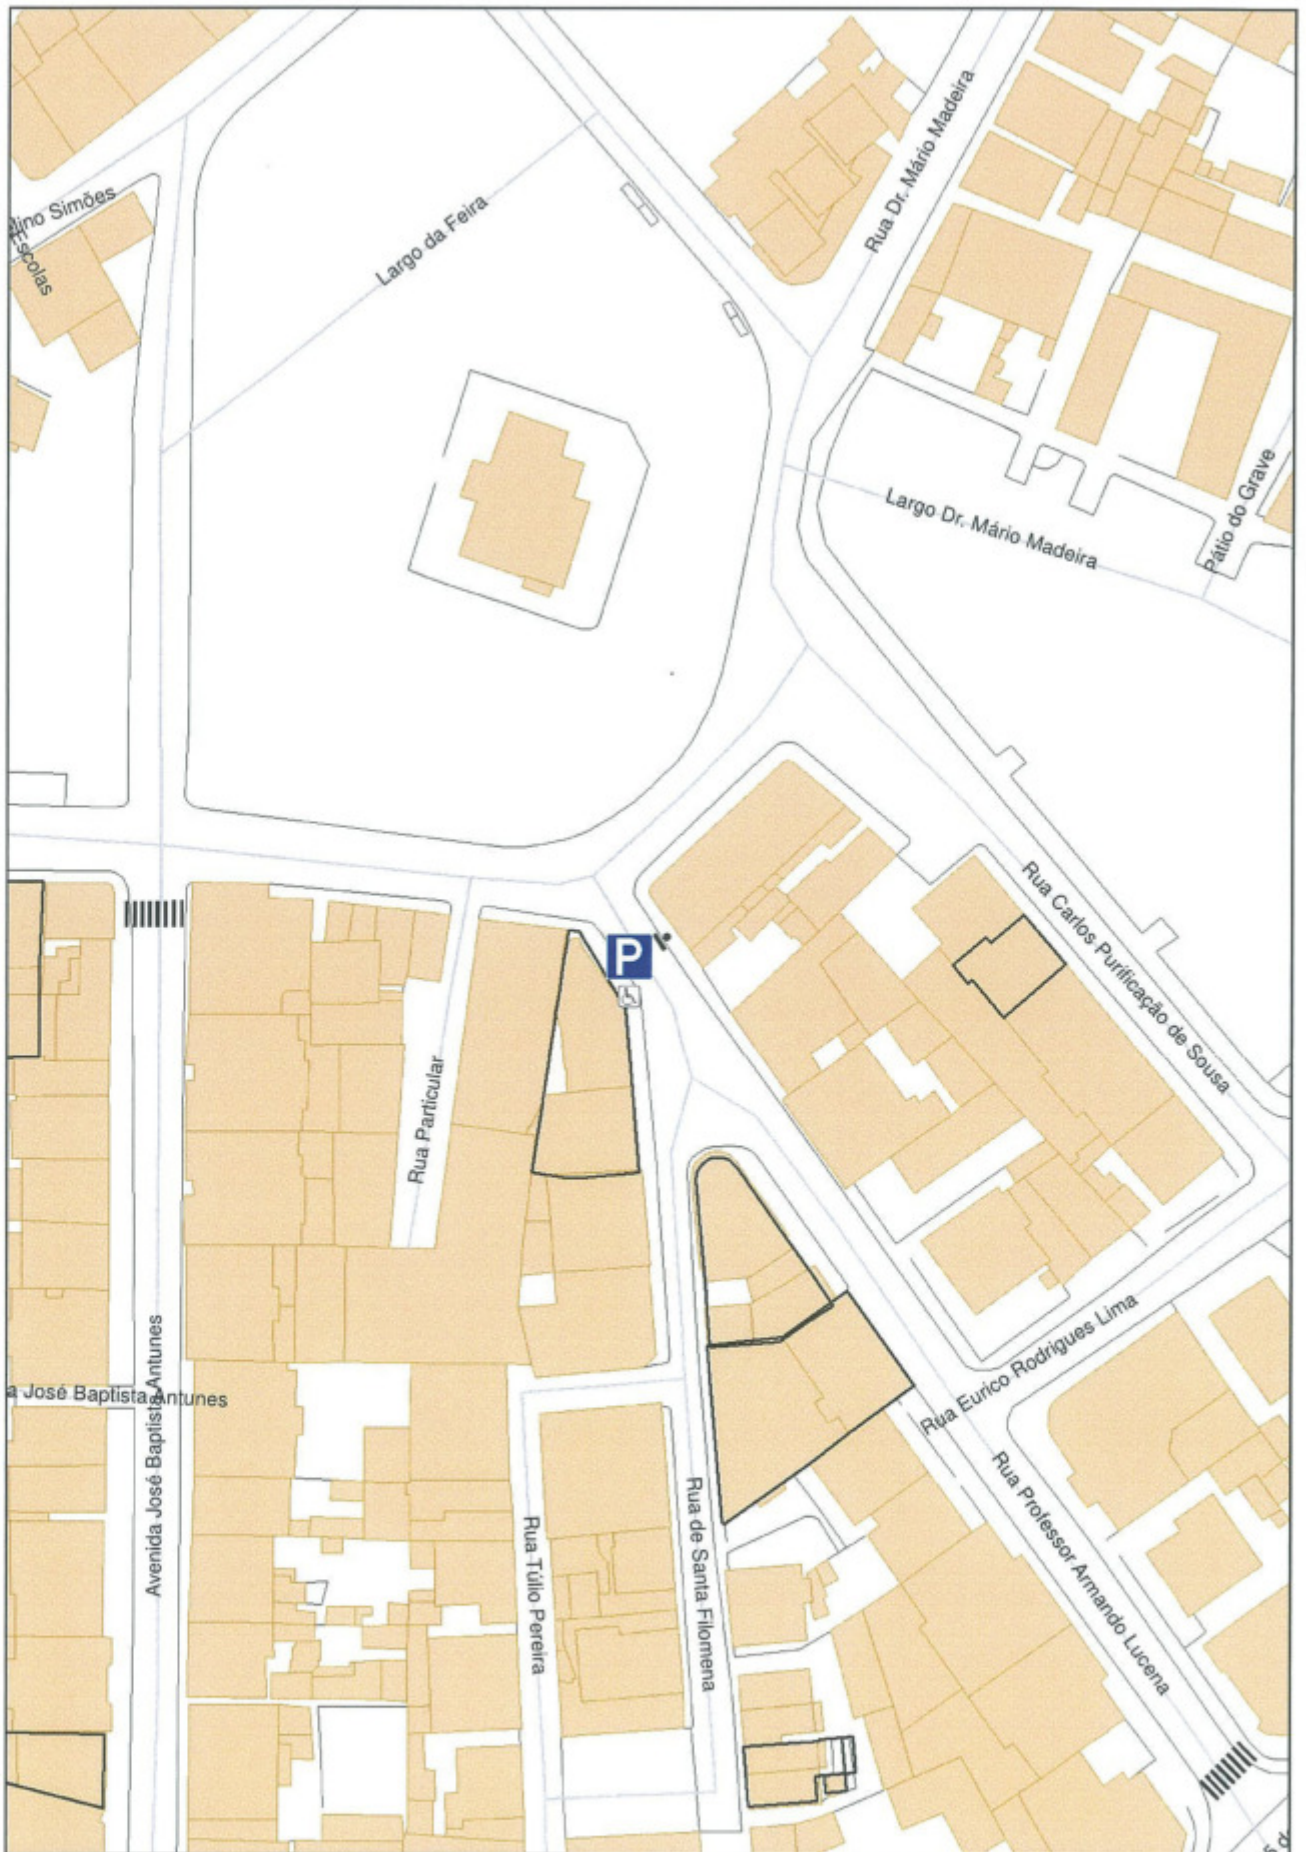 lino Simões
Escolas
Largo da Feira
Rua Dr. Mário Madeira
Largo Dr. Mário Madeira
Pátio do Grave
P
Rua Carlos Purificação de Sousa
Rua Particular
Avenida José Baptista Antunes
a José Baptista Antunes
Rua Eurico Rodrigues Lima
Rua Túlio Pereira
Rua de Santa Filomena
Rua Professor Armando Lucena